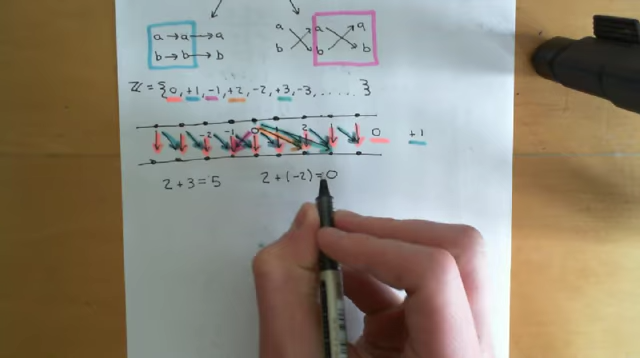 a → a → a a a a
b → b → b b b b
ℤ = {0, +1, -1, +2, -2, +3, -3, ......}
-2 -1 0 1 2 0 +1
2 + 3 = 5 2 + (-2) = 0